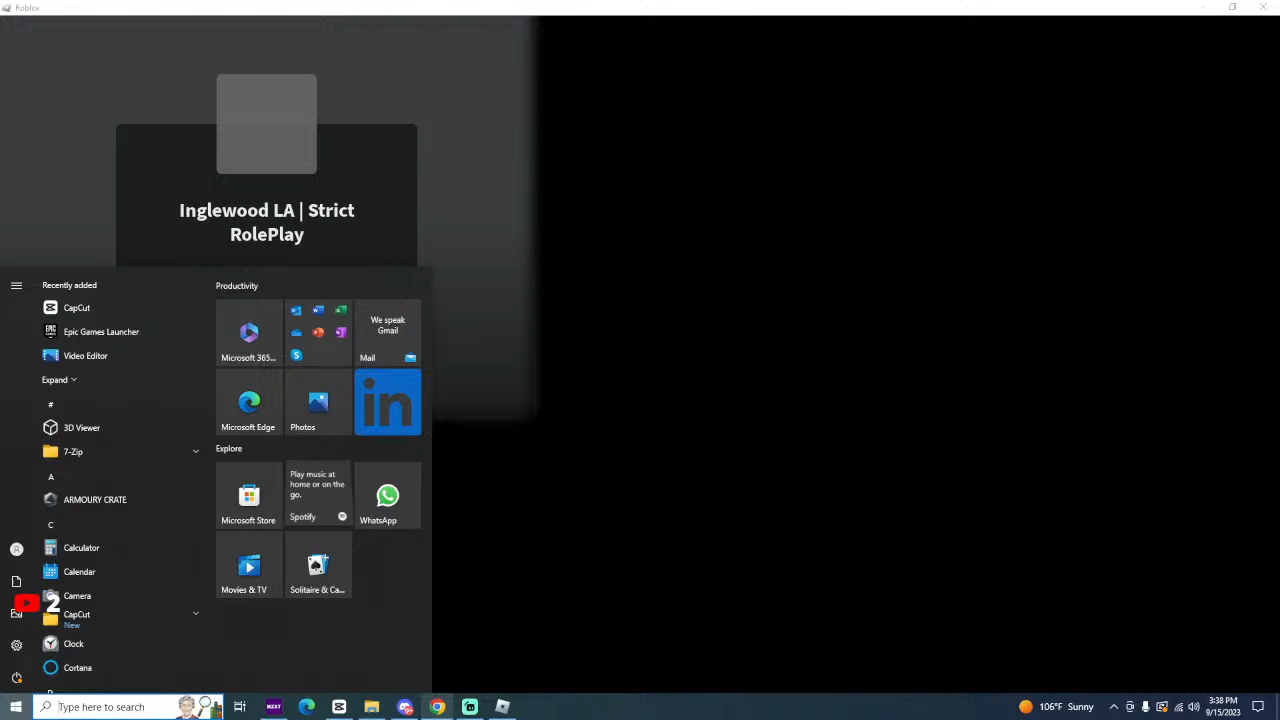 Roblox
Inglewood LA | Strict
RolePlay
Recently added
CapCut
Epic Games Launcher
Video Editor
Expand
#
3D Viewer
7-Zip
A
ARMOURY CRATE
C
Calculator
Calendar
Camera
CapCut
New
Clock
Cortana
2
Productivity
Microsoft 365...
We speak
Gmail
Mail
Microsoft Edge
Photos
in
Explore
Microsoft Store
Play music at
home or on the
go.
Spotify
WhatsApp
Movies & TV
Solitaire & Ca...
Type here to search
NEXT
106°F Sunny
3:38 PM
9/15/2023